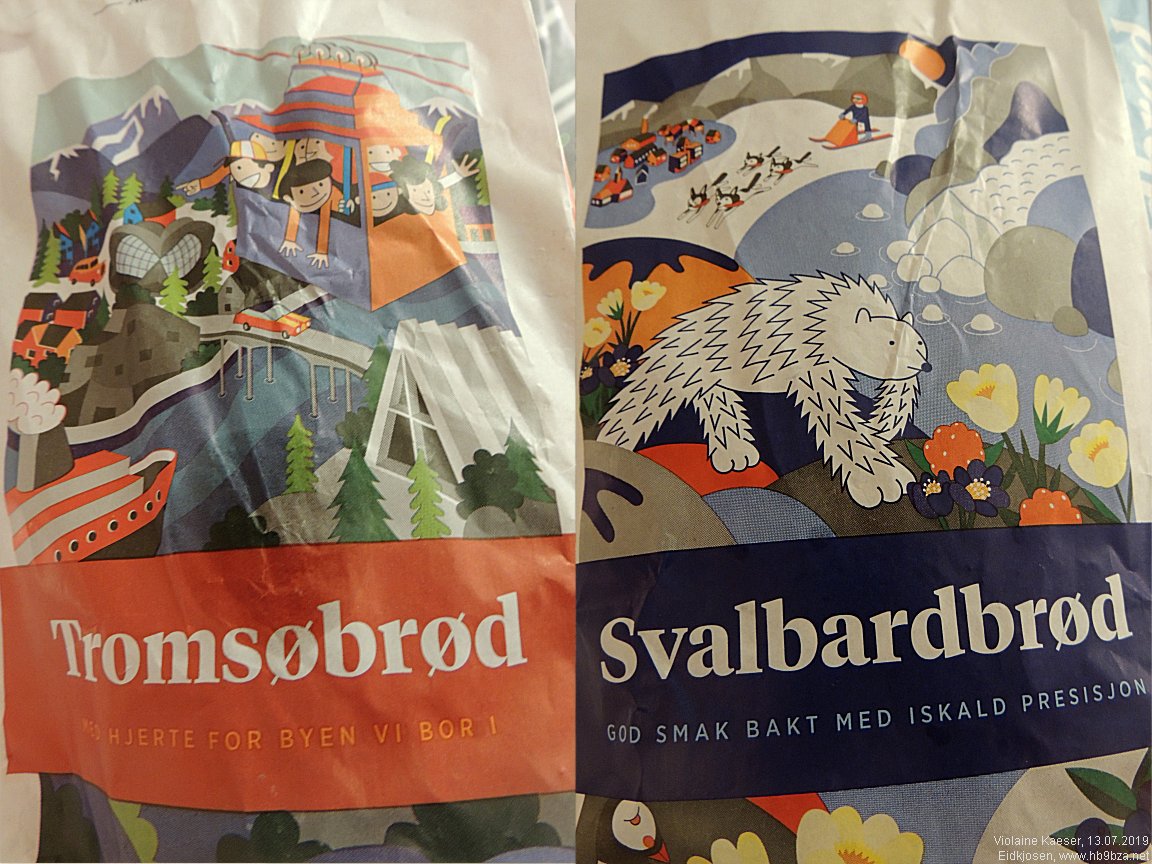 Tromsøbrød
MED HJERTE FOR BYEN VI BOR I
Svalbardbrød
GOD SMAK BAKT MED ISKALD PRESISJON
Violaine Kaeser, 13.07.2019
Eidkjosen, www.hb9bza.net